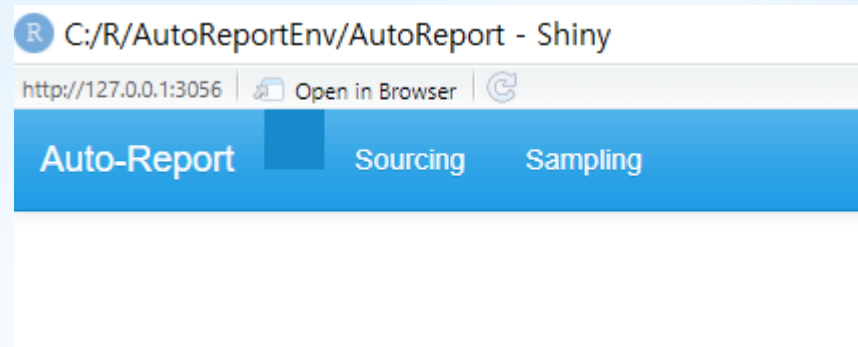 R C:/R/AutoReportEnv/AutoReport - Shiny
http://127.0.0.1:3056 Open in Browser
Auto-Report Sourcing Sampling